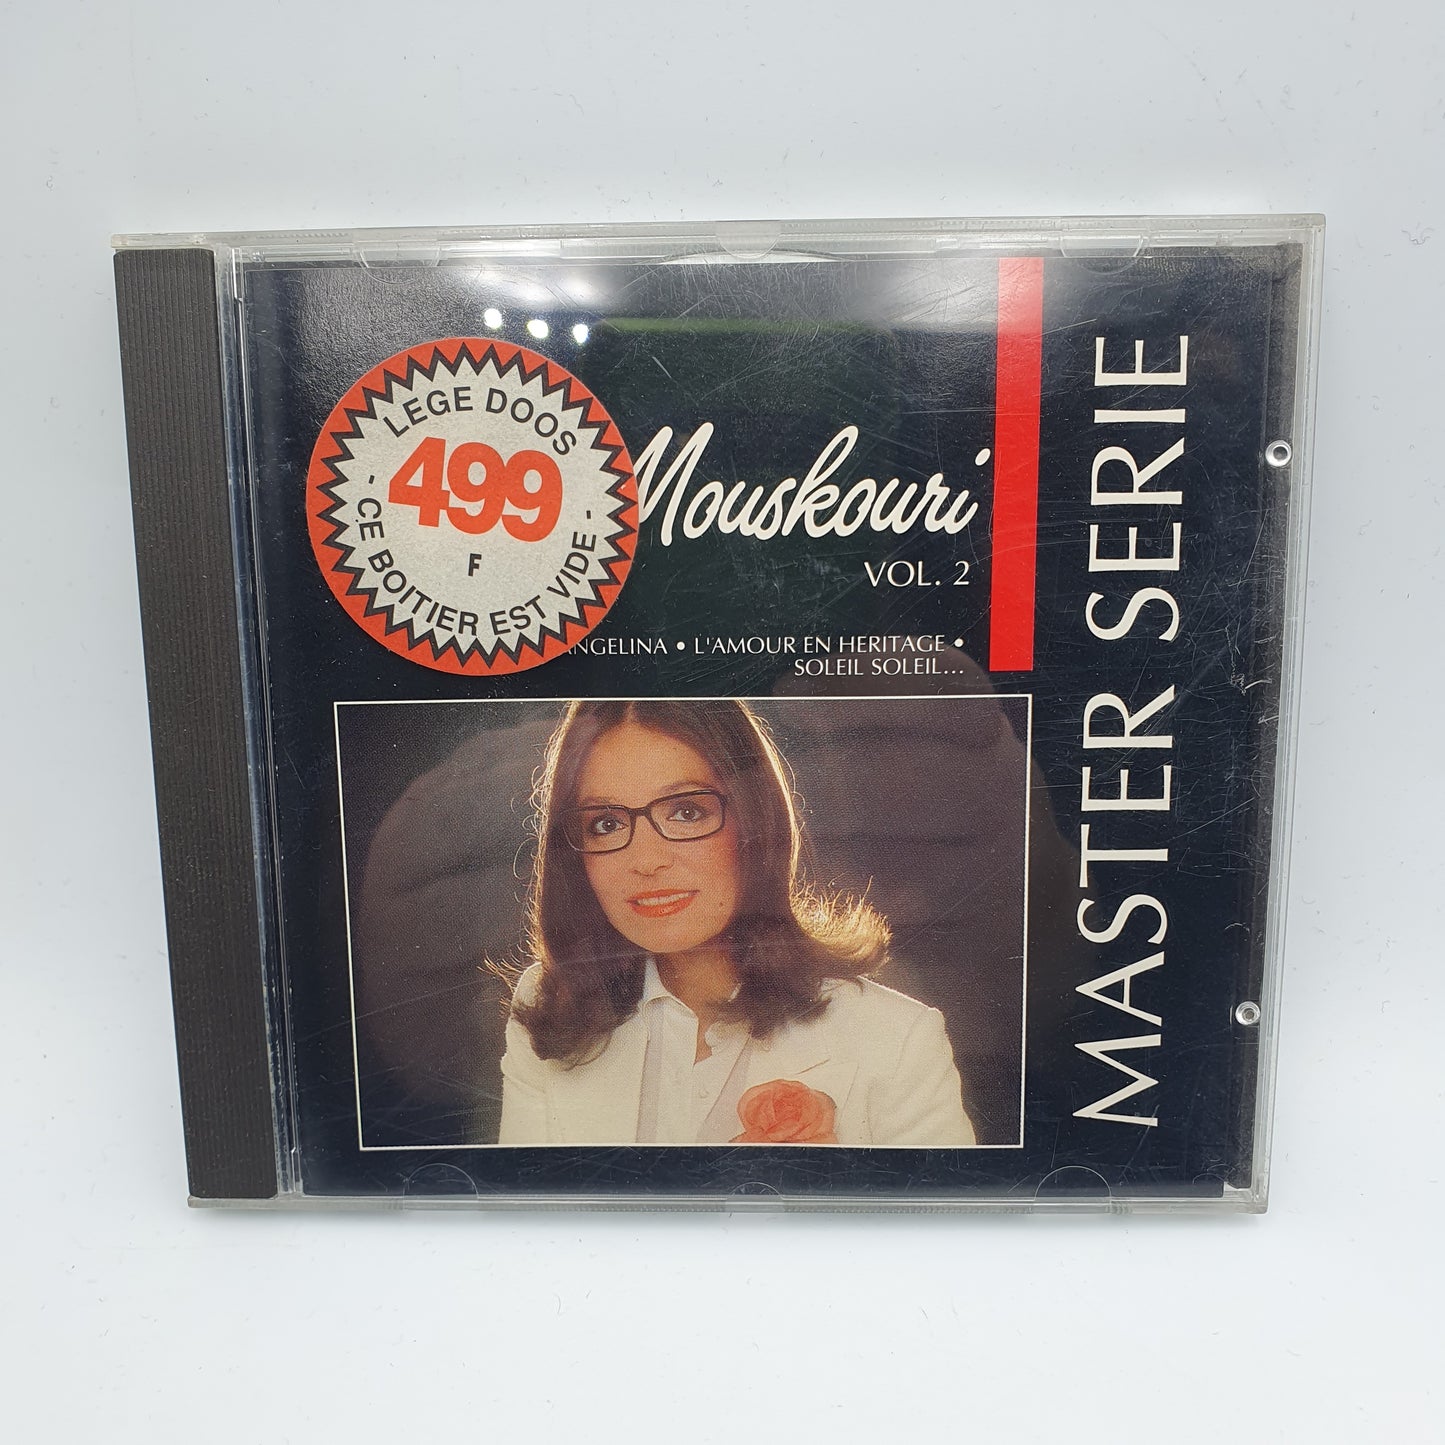 LEGE DOOS
499
F
- CE BOITIER EST VIDE -
Mouskouri
VOL. 2
ANGELINA • L'AMOUR EN HERITAGE •
SOLEIL SOLEIL...
MASTER SERIE